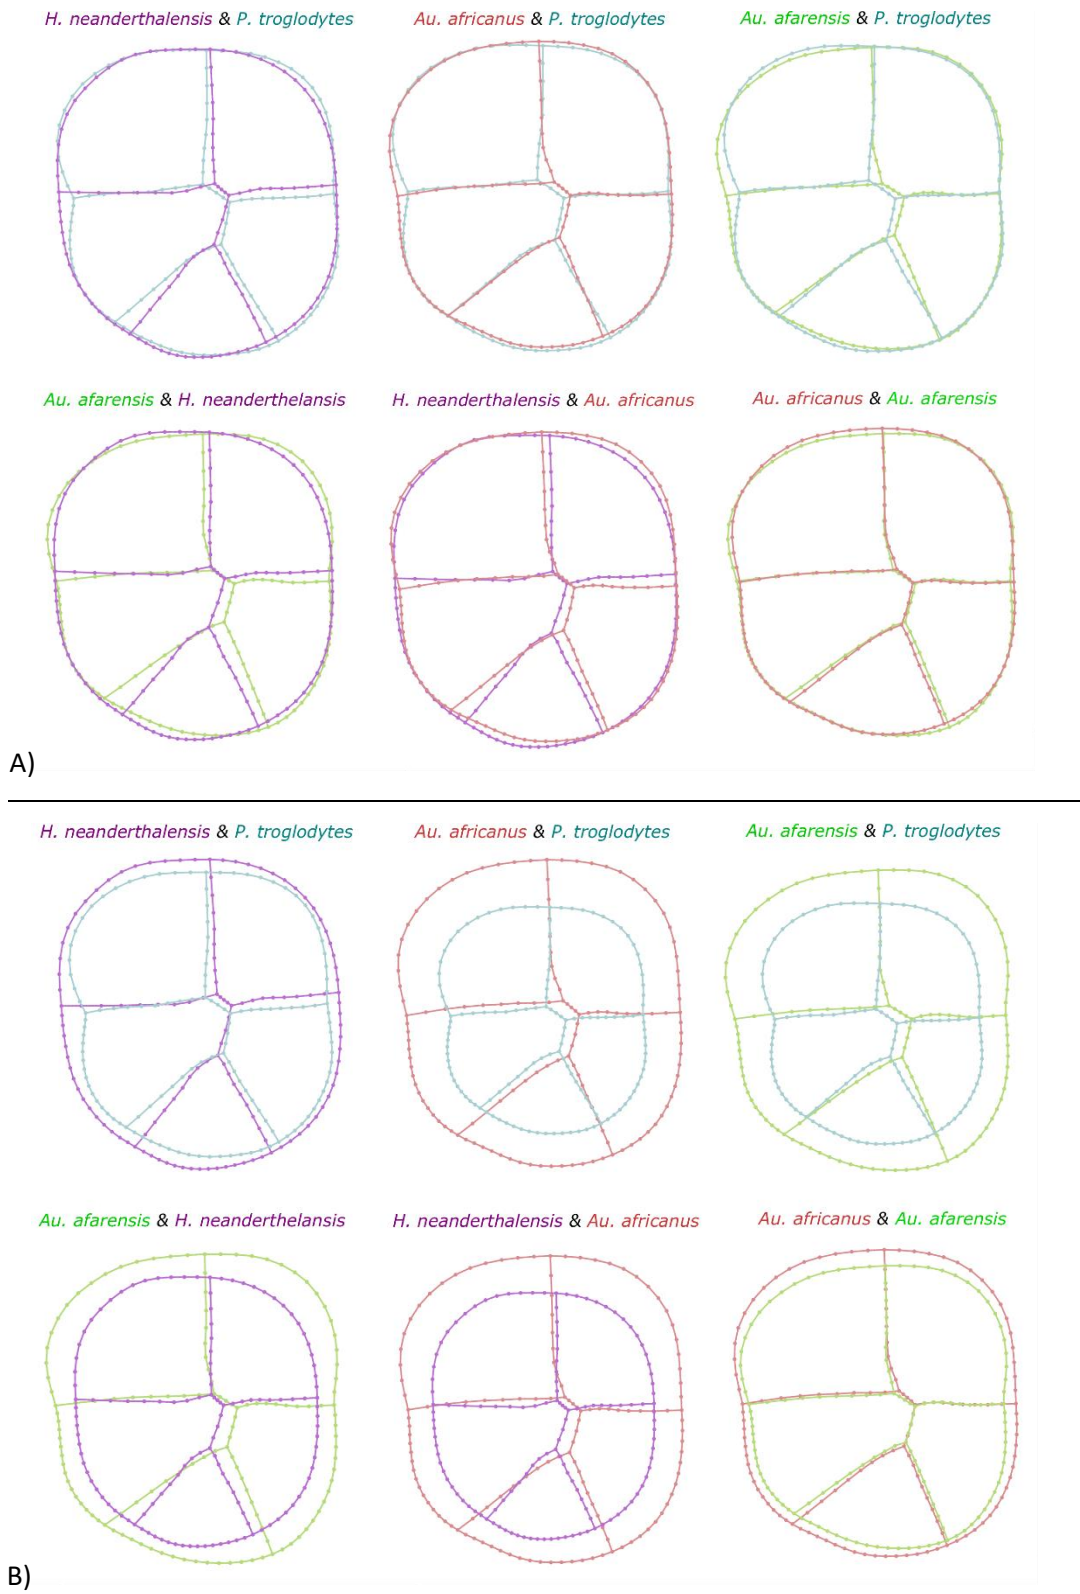 H. neanderthalensis & P. troglodytes
Au. africanus & P. troglodytes
Au. afarensis & P. troglodytes
Au. afarensis & H. neanderthelansis
H. neanderthalensis & Au. africanus
Au. africanus & Au. afarensis
A)
H. neanderthalensis & P. troglodytes
Au. africanus & P. troglodytes
Au. afarensis & P. troglodytes
Au. afarensis & H. neanderthelansis
H. neanderthalensis & Au. africanus
Au. africanus & Au. afarensis
B)